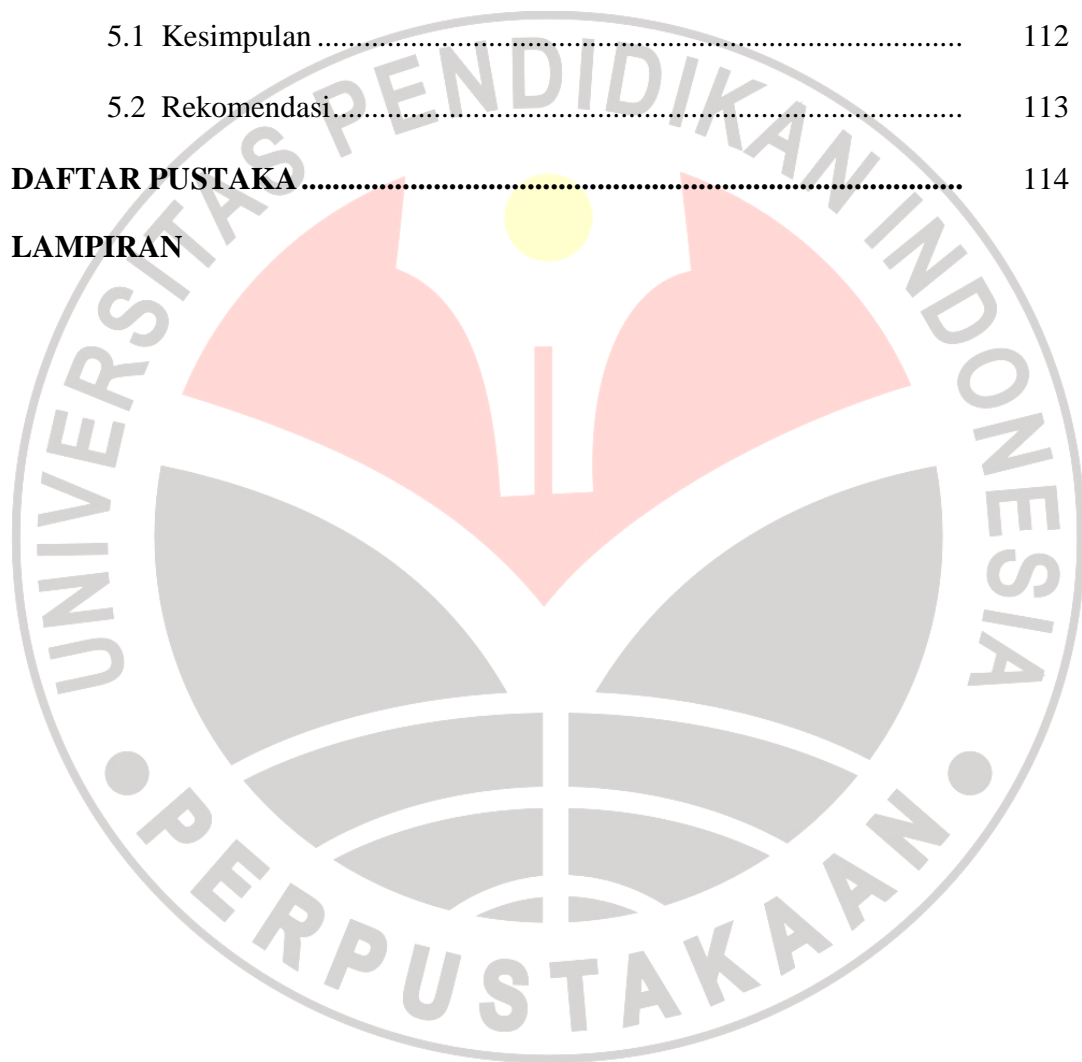 5.1 Kesimpulan ........................................................................ 112
5.2 Rekomendasi...................................................................... 113
DAFTAR PUSTAKA ......................................................................... 114
LAMPIRAN
UNIVERSITAS PENDIDIKAN INDONESIA
PERPUSTAKAAN